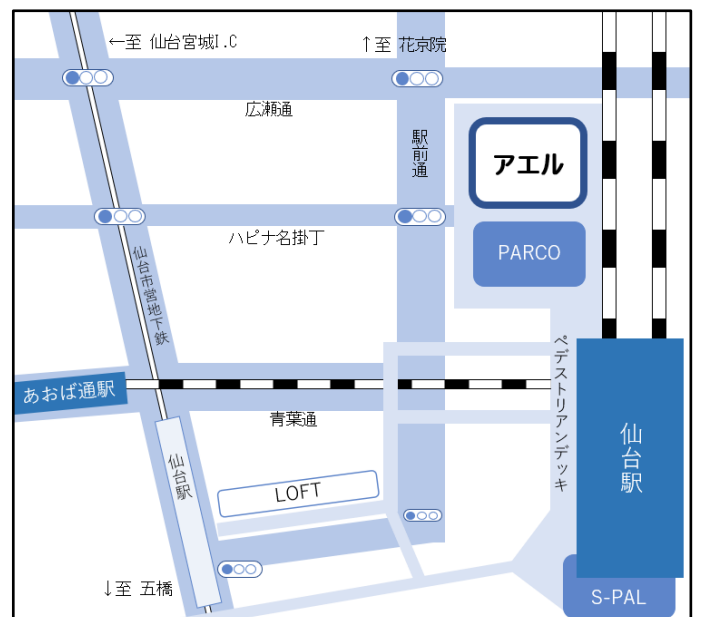 ←至 仙台宮城I.C
↑至 花京院
広瀬通
駅前通
アエル
ハピナ名掛丁
PARCO
仙台市営地下鉄
ペデストリアンデッキ
あおば通駅
青葉通
仙台駅
仙台駅
LOFT
↓至 五橋
S-PAL